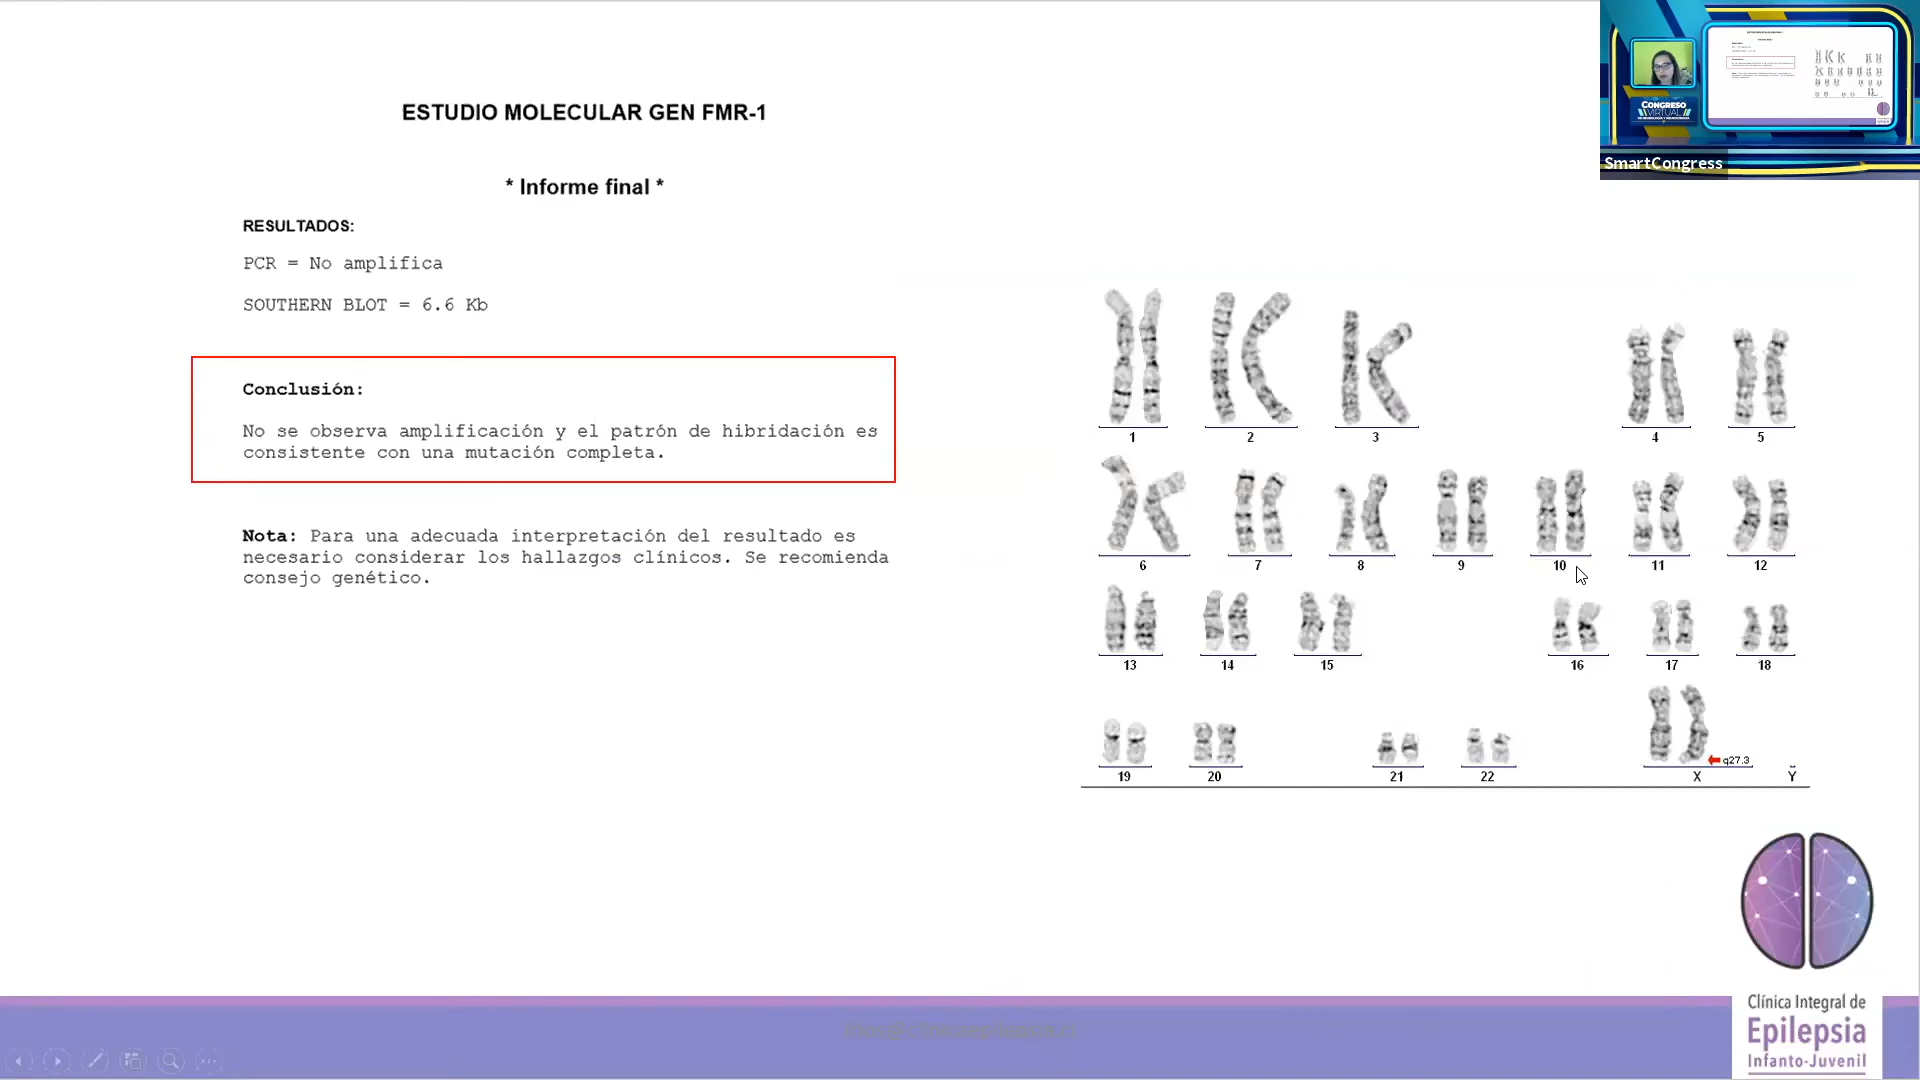 ESTUDIO MOLECULAR GEN FMR-1
* Informe final *
RESULTADOS:
PCR = No amplifica
SOUTHERN BLOT = 6.6 Kb
Conclusión:
No se observa amplificación y el patrón de hibridación es
consistente con una mutación completa.
Nota: Para una adecuada interpretación del resultado es
necesario considerar los hallazgos clínicos. Se recomienda
consejo genético.
1 2 3 4 5
6 7 8 9 10 11 12
13 14 15 16 17 18
q27.3
19 20 21 22 X Y
CONGRESO
VIRTUAL
SmartCongress
Clínica Integral de
Epilepsia
Infanto-Juvenil